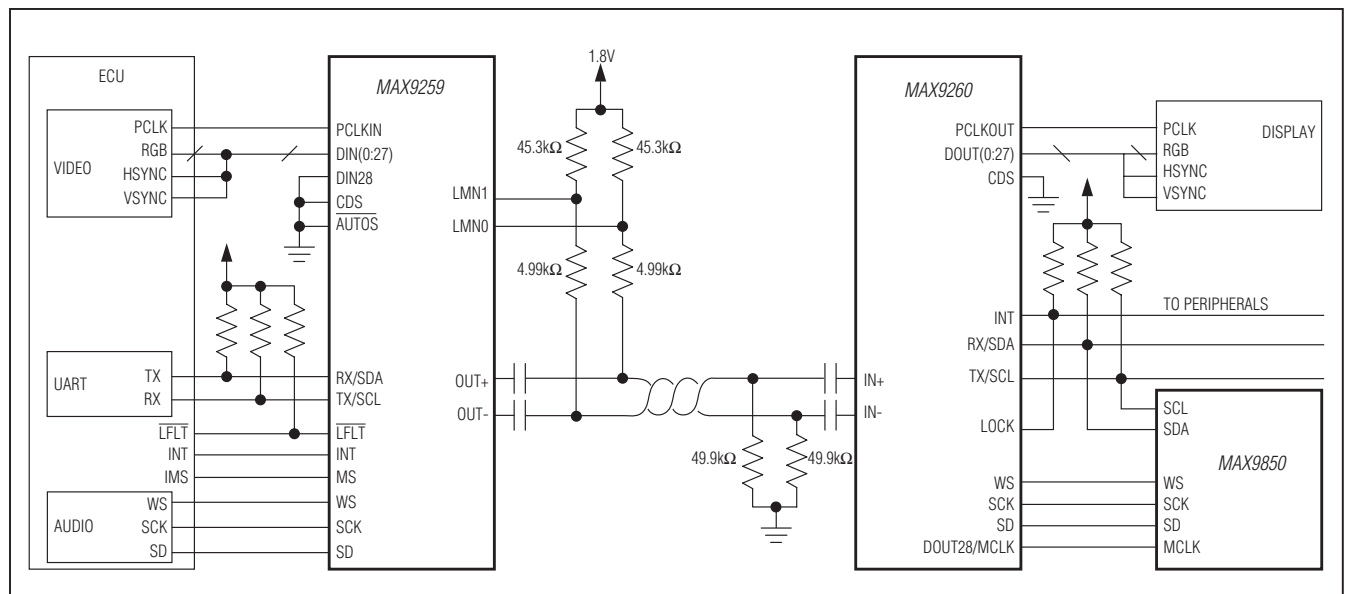 ECU
VIDEO
PCLK
RGB
HSYNC
VSYNC
UART
TX
RX
LFLT
INT
IMS
AUDIO
WS
SCK
SD
MAX9259
PCLKIN
DIN(0:27)
DIN28
CDS
AUTOS
RX/SDA
TX/SCL
LFLT
INT
MS
WS
SCK
SD
LMN1
LMN0
OUT+
OUT-
1.8V
45.3kΩ
45.3kΩ
4.99kΩ
4.99kΩ
49.9kΩ
49.9kΩ
MAX9260
PCLKOUT
DOUT(0:27)
CDS
INT
RX/SDA
TX/SCL
IN+
IN-
LOCK
WS
SCK
SD
DOUT28/MCLK
DISPLAY
PCLK
RGB
HSYNC
VSYNC
TO PERIPHERALS
MAX9850
SCL
SDA
WS
SCK
SD
MCLK